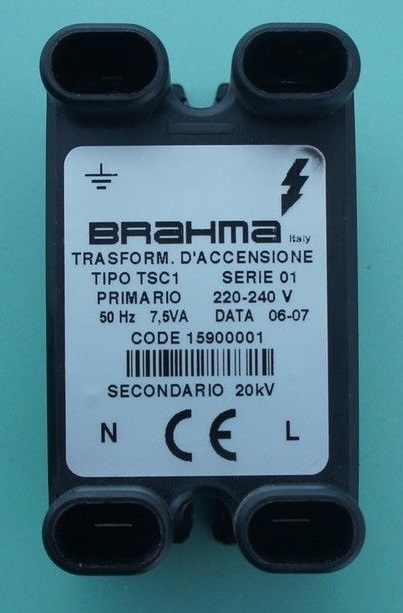 BRAHMA Italy
TRASFORM. D'ACCENSIONE
TIPO TSC1 SERIE 01
PRIMARIO 220-240 V
50 Hz 7,5VA DATA 06-07
CODE 15900001
SECONDARIO 20kV
N CE L